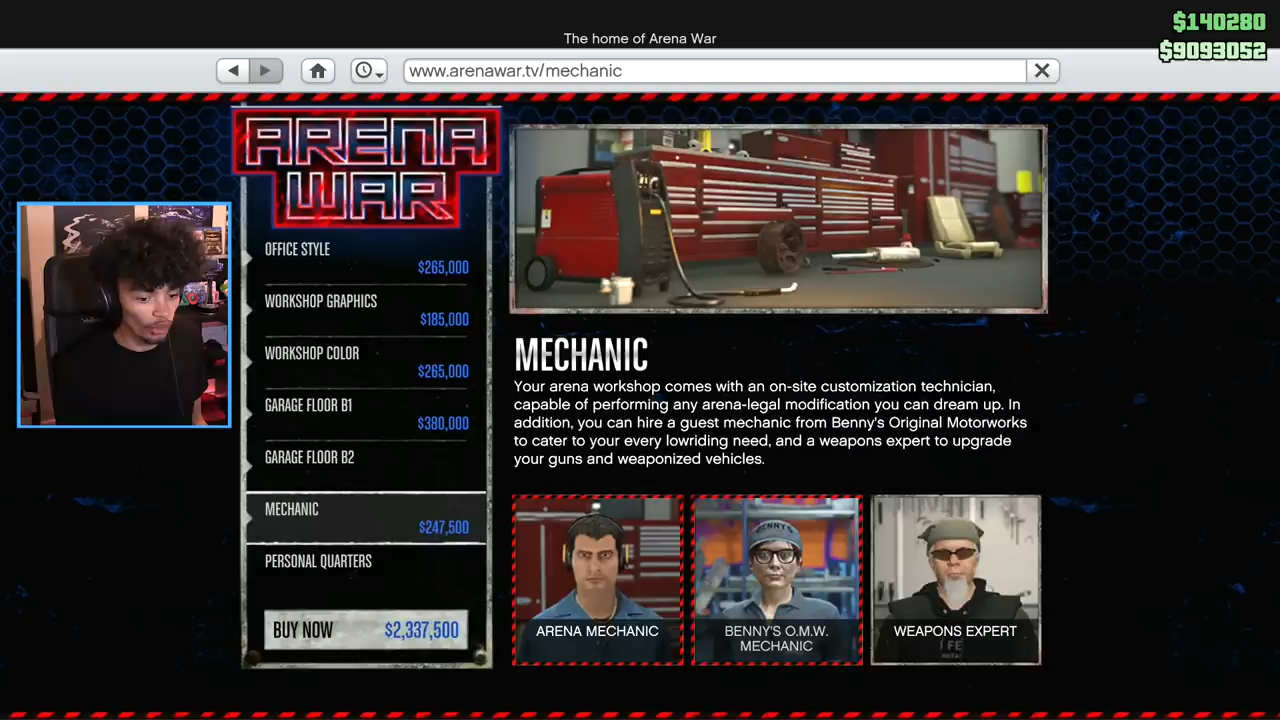 $140280
The home of Arena War
$9093052
www.arenawar.tv/mechanic
ARENA
WAR
OFFICE STYLE
$265,000
WORKSHOP GRAPHICS
$185,000
WORKSHOP COLOR
$265,000
GARAGE FLOOR B1
$380,000
GARAGE FLOOR B2
MECHANIC
$247,500
PERSONAL QUARTERS
BUY NOW $2,337,500
MECHANIC
Your arena workshop comes with an on-site customization technician,
capable of performing any arena-legal modification you can dream up. In
addition, you can hire a guest mechanic from Benny's Original Motorworks
to cater to your every lowriding need, and a weapons expert to upgrade
your guns and weaponized vehicles.
ARENA MECHANIC
BENNY'S
BENNY'S O.M.W.
MECHANIC
WEAPONS EXPERT